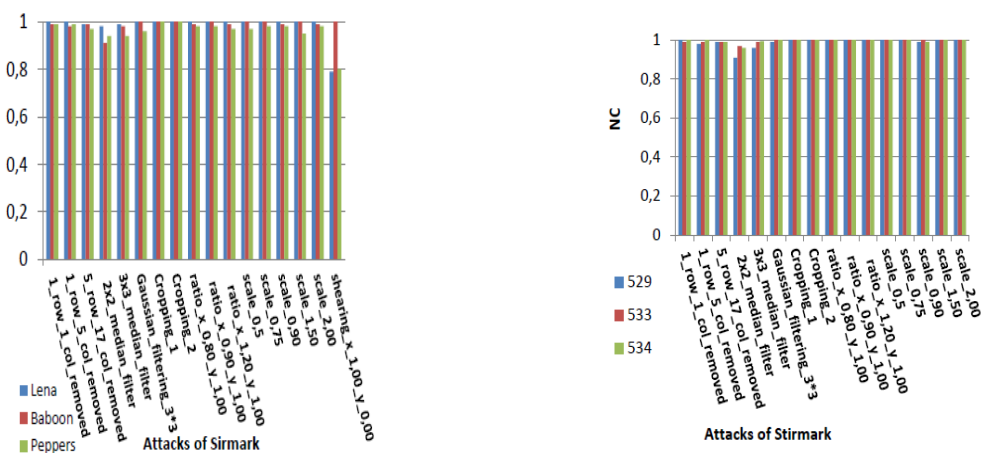 1
0,8
0,6
0,4
0,2
0
1_row_1_col_removed
1_row_5_col_removed
5_row_17_col_removed
2x2_median_filter
3x3_median_filter
Gaussian_filtering_3*3
Cropping_1
Cropping_2
ratio_x_0,80_y_1,00
ratio_x_0,90_y_1,00
ratio_x_1,20_y_1,00
scale_0,5
scale_0,75
scale_0,90
scale_1,50
scale_2,00
shearing_x_1,00_y_0,00
Lena
Baboon
Peppers
Attacks of Sirmark
NC
1
0,8
0,6
0,4
0,2
0
1_row_1_col_removed
1_row_5_col_removed
5_row_17_col_removed
2x2_median_filter
3x3_median_filter
Gaussian_filtering_3*3
Cropping_1
Cropping_2
ratio_x_0,80_y_1,00
ratio_x_0,90_y_1,00
ratio_x_1,20_y_1,00
scale_0,5
scale_0,75
scale_0,90
scale_1,50
scale_2,00
529
533
534
Attacks of Stirmark